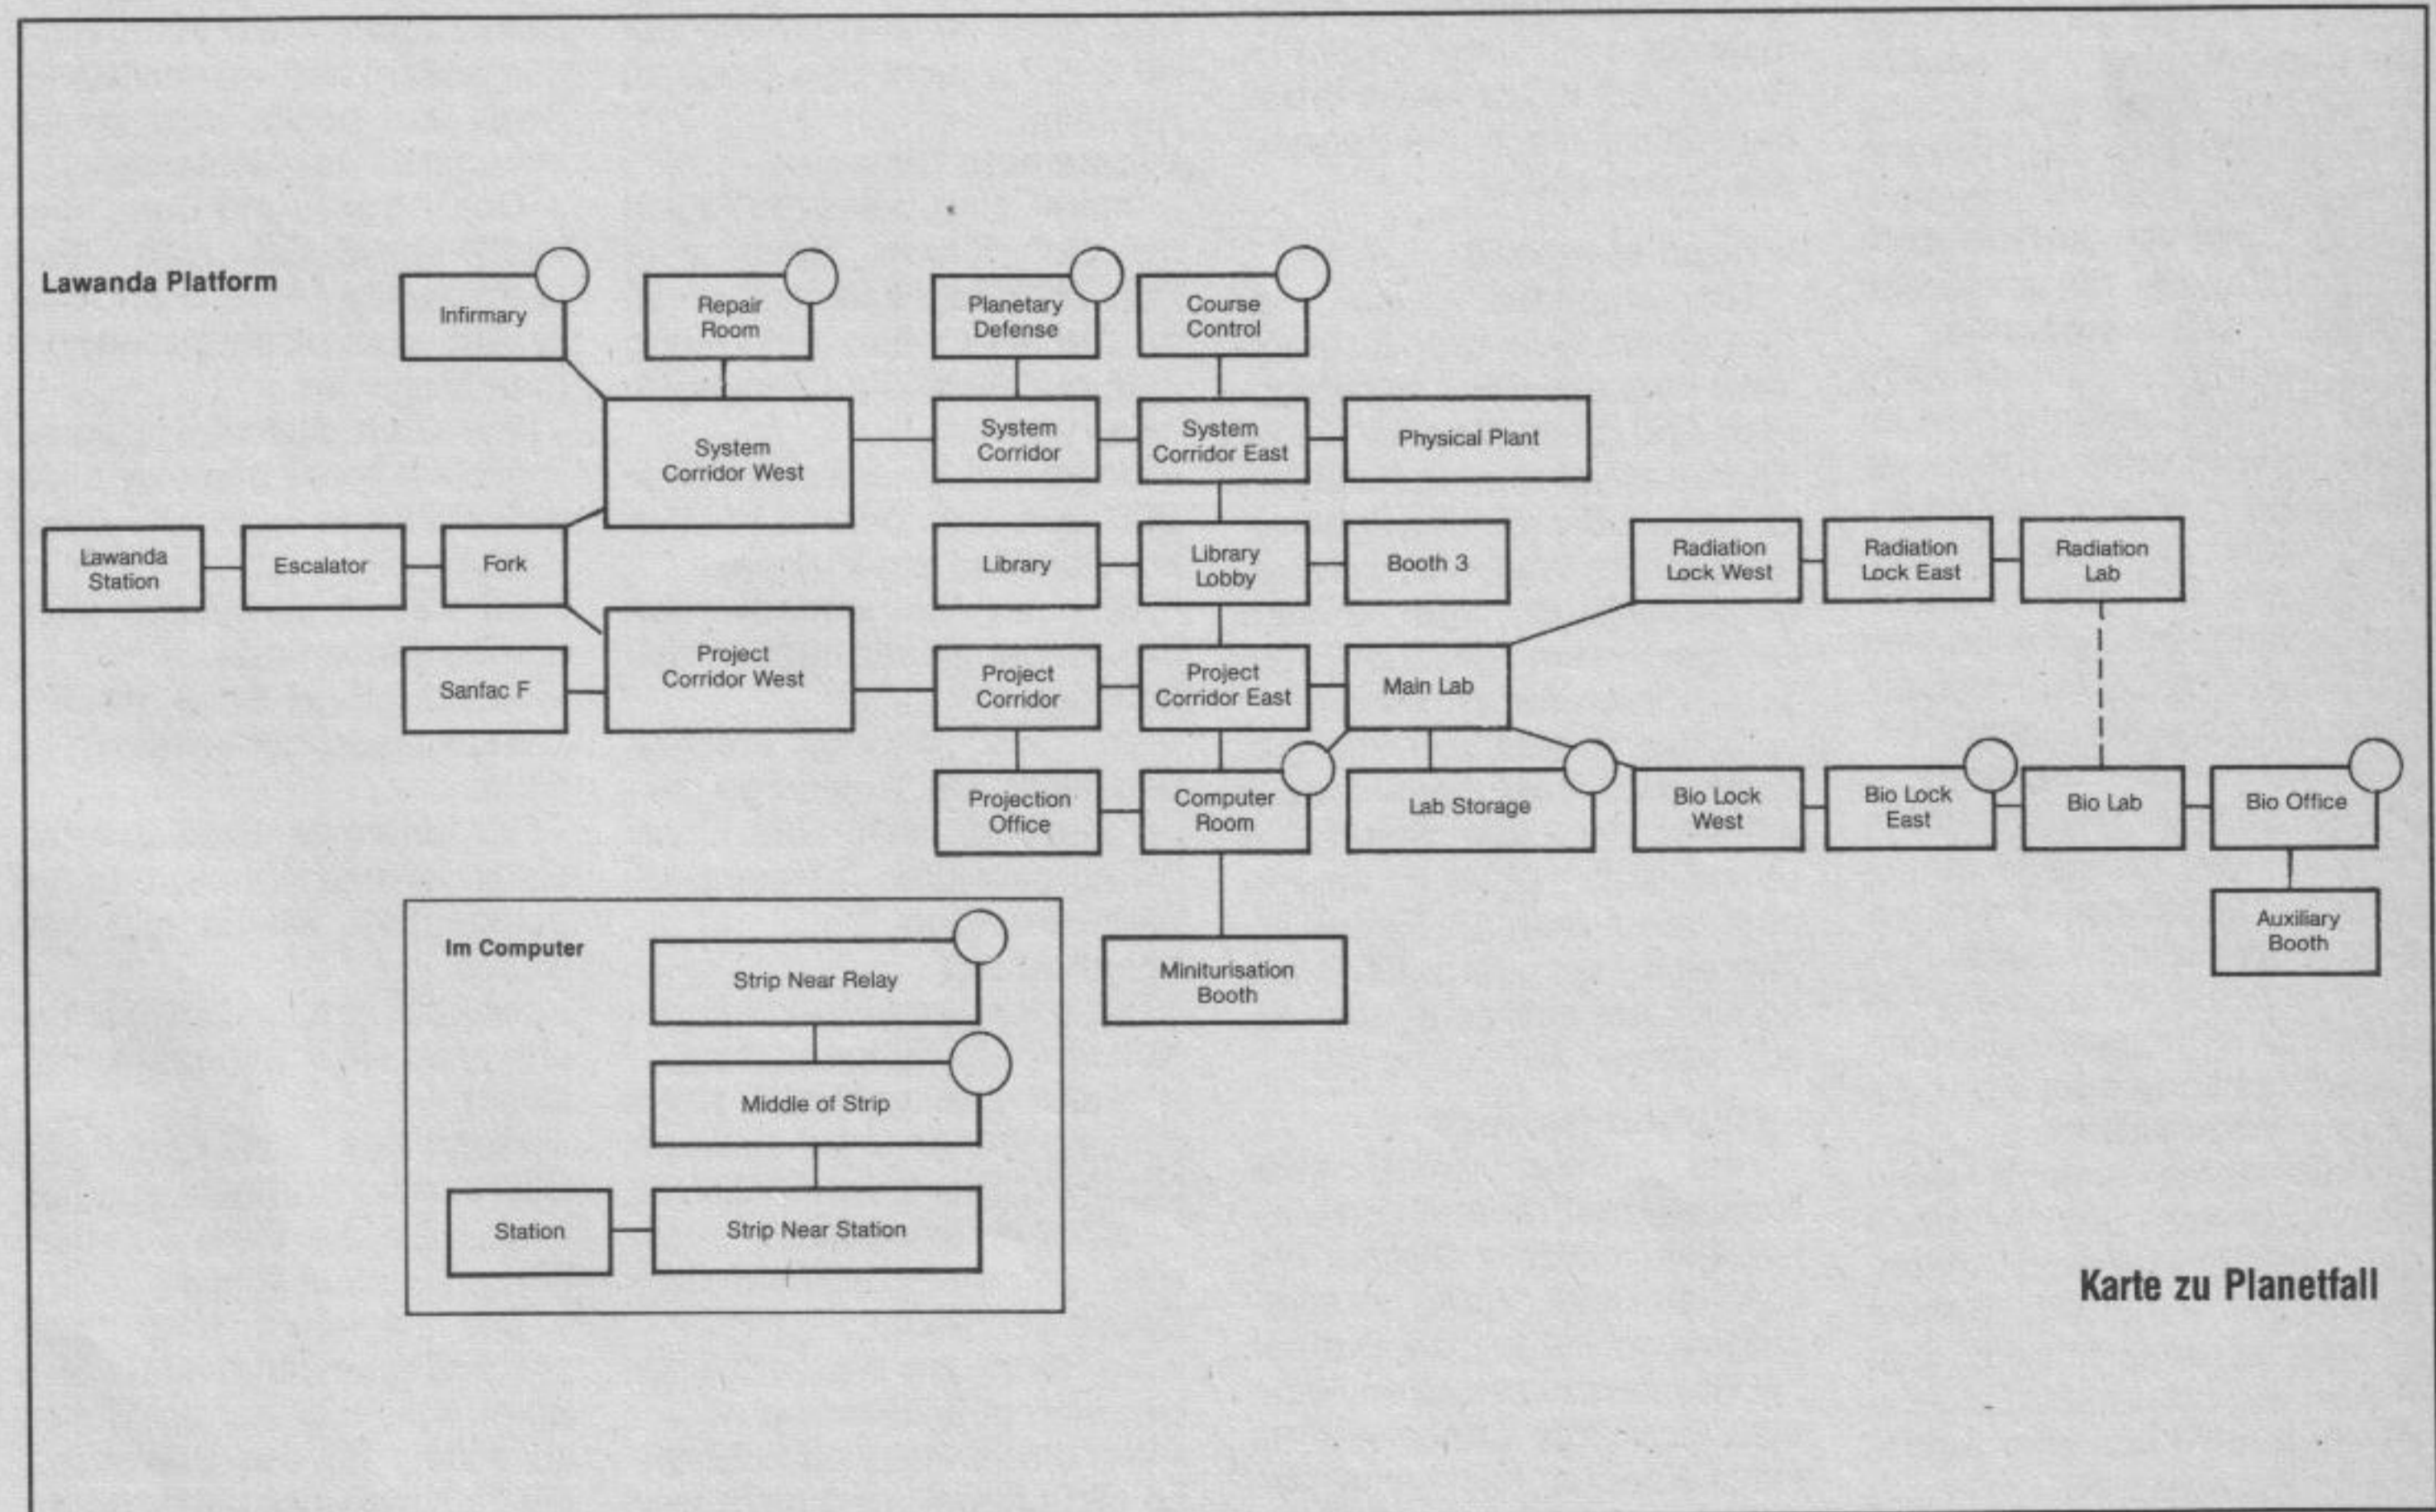 Lawanda Platform
Infirmary
Repair
Room
Planetary
Defense
Course
Control
System
Corridor West
System
Corridor
System
Corridor East
Physical Plant
Lawanda
Station
Escalator
Fork
Library
Library
Lobby
Booth 3
Radiation
Lock West
Radiation
Lock East
Radiation
Lab
Sanfac F
Project
Corridor West
Project
Corridor
Project
Corridor East
Main Lab
Projection
Office
Computer
Room
Lab Storage
Bio Lock
West
Bio Lock
East
Bio Lab
Bio Office
Auxiliary
Booth
Miniturisation
Booth
Im Computer
Strip Near Relay
Middle of Strip
Station
Strip Near Station
Karte zu Planetfall